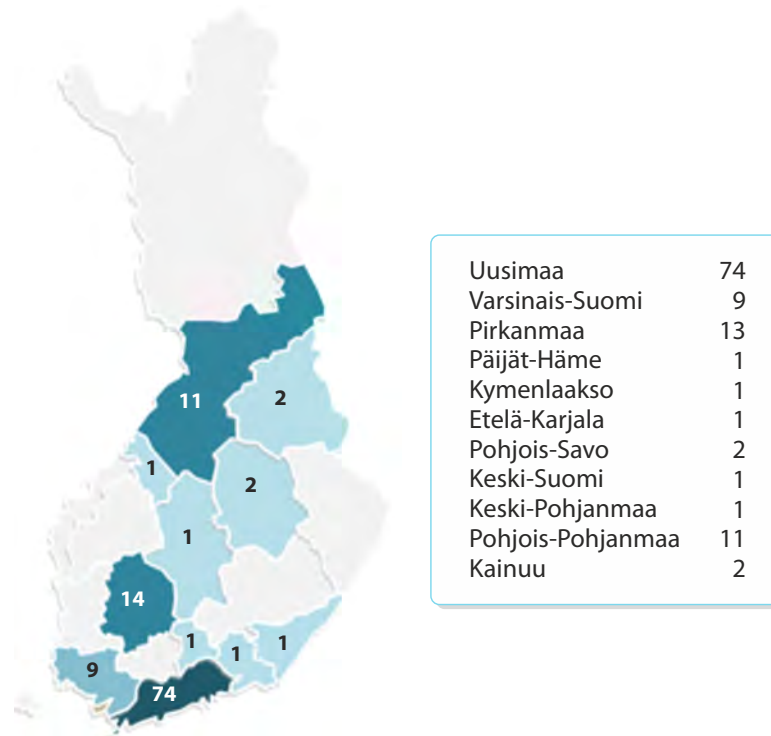 11
2
1
2
1
14
1
1
1
9
74
Uusimaa 74
Varsinais-Suomi 9
Pirkanmaa 13
Päijät-Häme 1
Kymenlaakso 1
Etelä-Karjala 1
Pohjois-Savo 2
Keski-Suomi 1
Keski-Pohjanmaa 1
Pohjois-Pohjanmaa 11
Kainuu 2